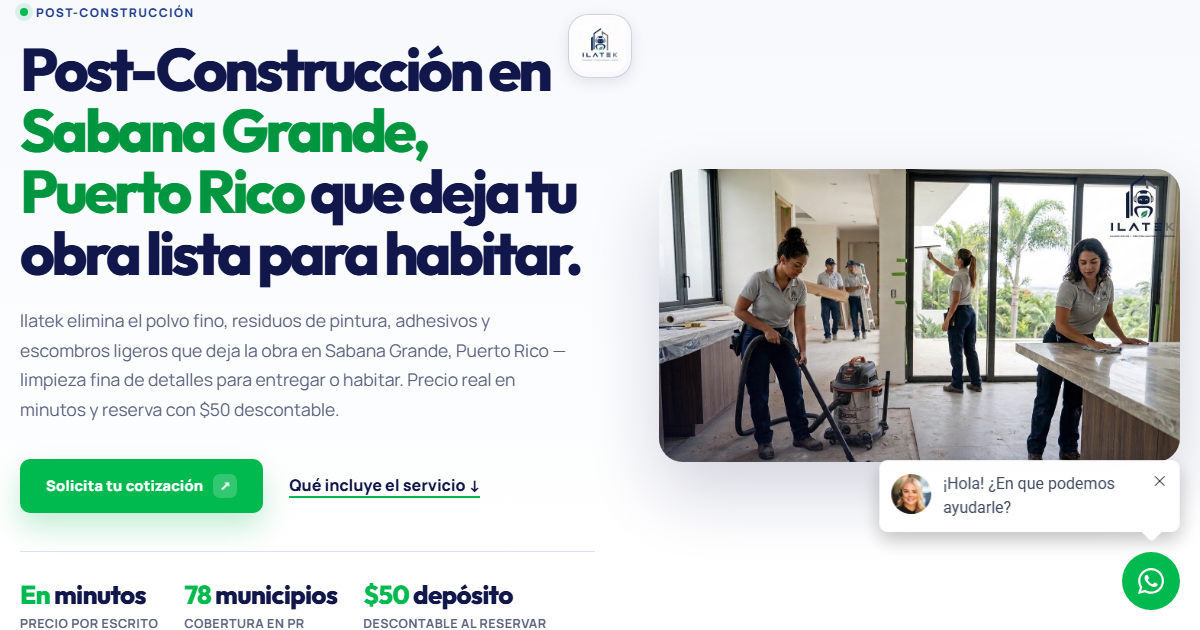 POST-CONSTRUCCIÓN
Post-Construcción en
Sabana Grande,
Puerto Rico que deja tu
obra lista para habitar.
Ilatek elimina el polvo fino, residuos de pintura, adhesivos y
escombros ligeros que deja la obra en Sabana Grande, Puerto Rico —
limpieza fina de detalles para entregar o habitar. Precio real en
minutos y reserva con $50 descontable.
Solicita tu cotización ↗
Qué incluye el servicio ↓
En minutos
PRECIO POR ESCRITO
78 municipios
COBERTURA EN PR
$50 depósito
DESCONTABLE AL RESERVAR
ILATEK
ILATEK
¡Hola! ¿En que podemos
ayudarle?